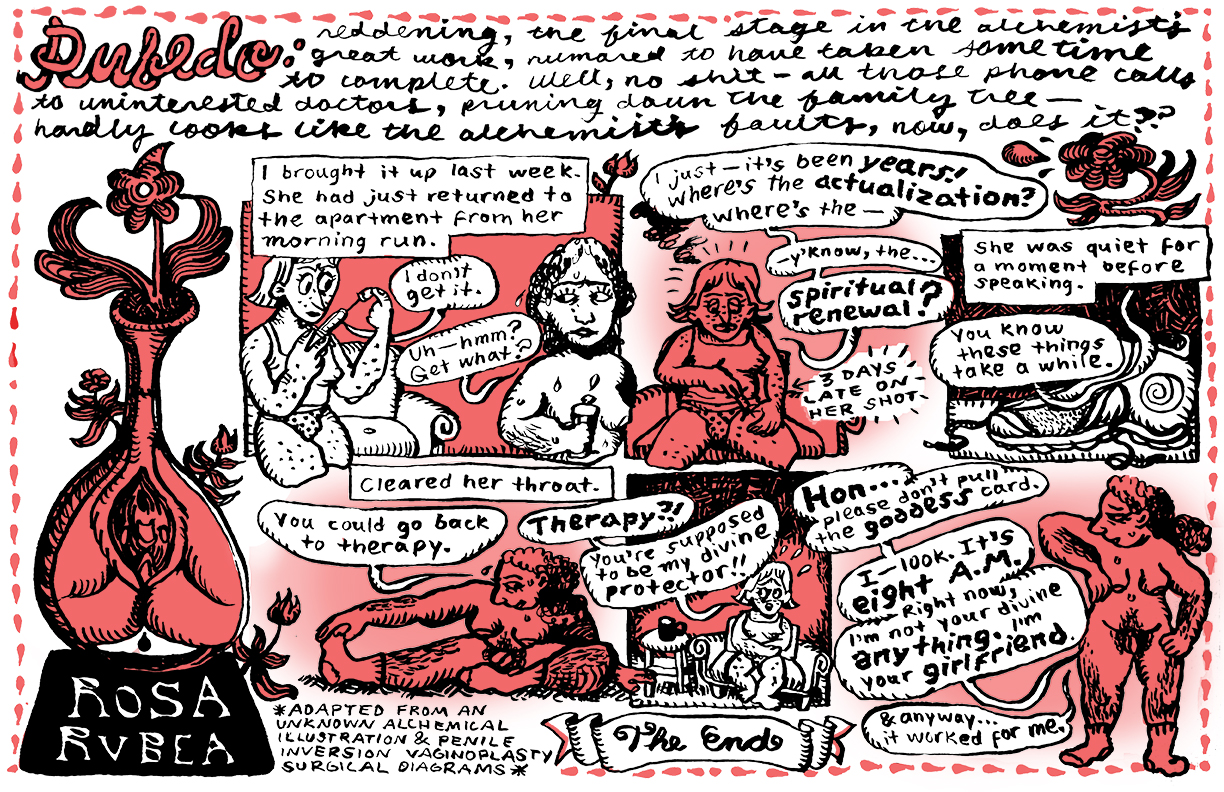 Rubedo:
reddening, the final stage in the alchemist's
great work, rumored to have taken some time
to complete. Well, no shit — all those phone calls
to uninterested doctors, pruning down the family tree —
hardly looks like the alchemist's faults, now, does it??
I brought it up last week.
She had just returned to
the apartment from her
morning run.
I don't
get it.
Uh—hmm?
Get what?
I just — it's been years!
where's the actualization?
where's the —
—y'know, the...
spiritual
renewal?
3 DAYS
LATE ON
HER SHOT.
She was quiet for
a moment before
speaking.
You know
these things
take a while.
Cleared her throat.
You could go back
to therapy.
Therapy?!
You're supposed
to be my divine
protector!!
Hon...
please don't pull
the goddess card.
I—look. It's
eight A.M.
Right now,
I'm not your divine
anything. I'm
your girlfriend.
& anyway...
it worked for me.
ROSA
RVBEA
*ADAPTED FROM AN
UNKNOWN ALCHEMICAL
ILLUSTRATION & PENILE
INVERSION VAGINOPLASTY
SURGICAL DIAGRAMS*
The End